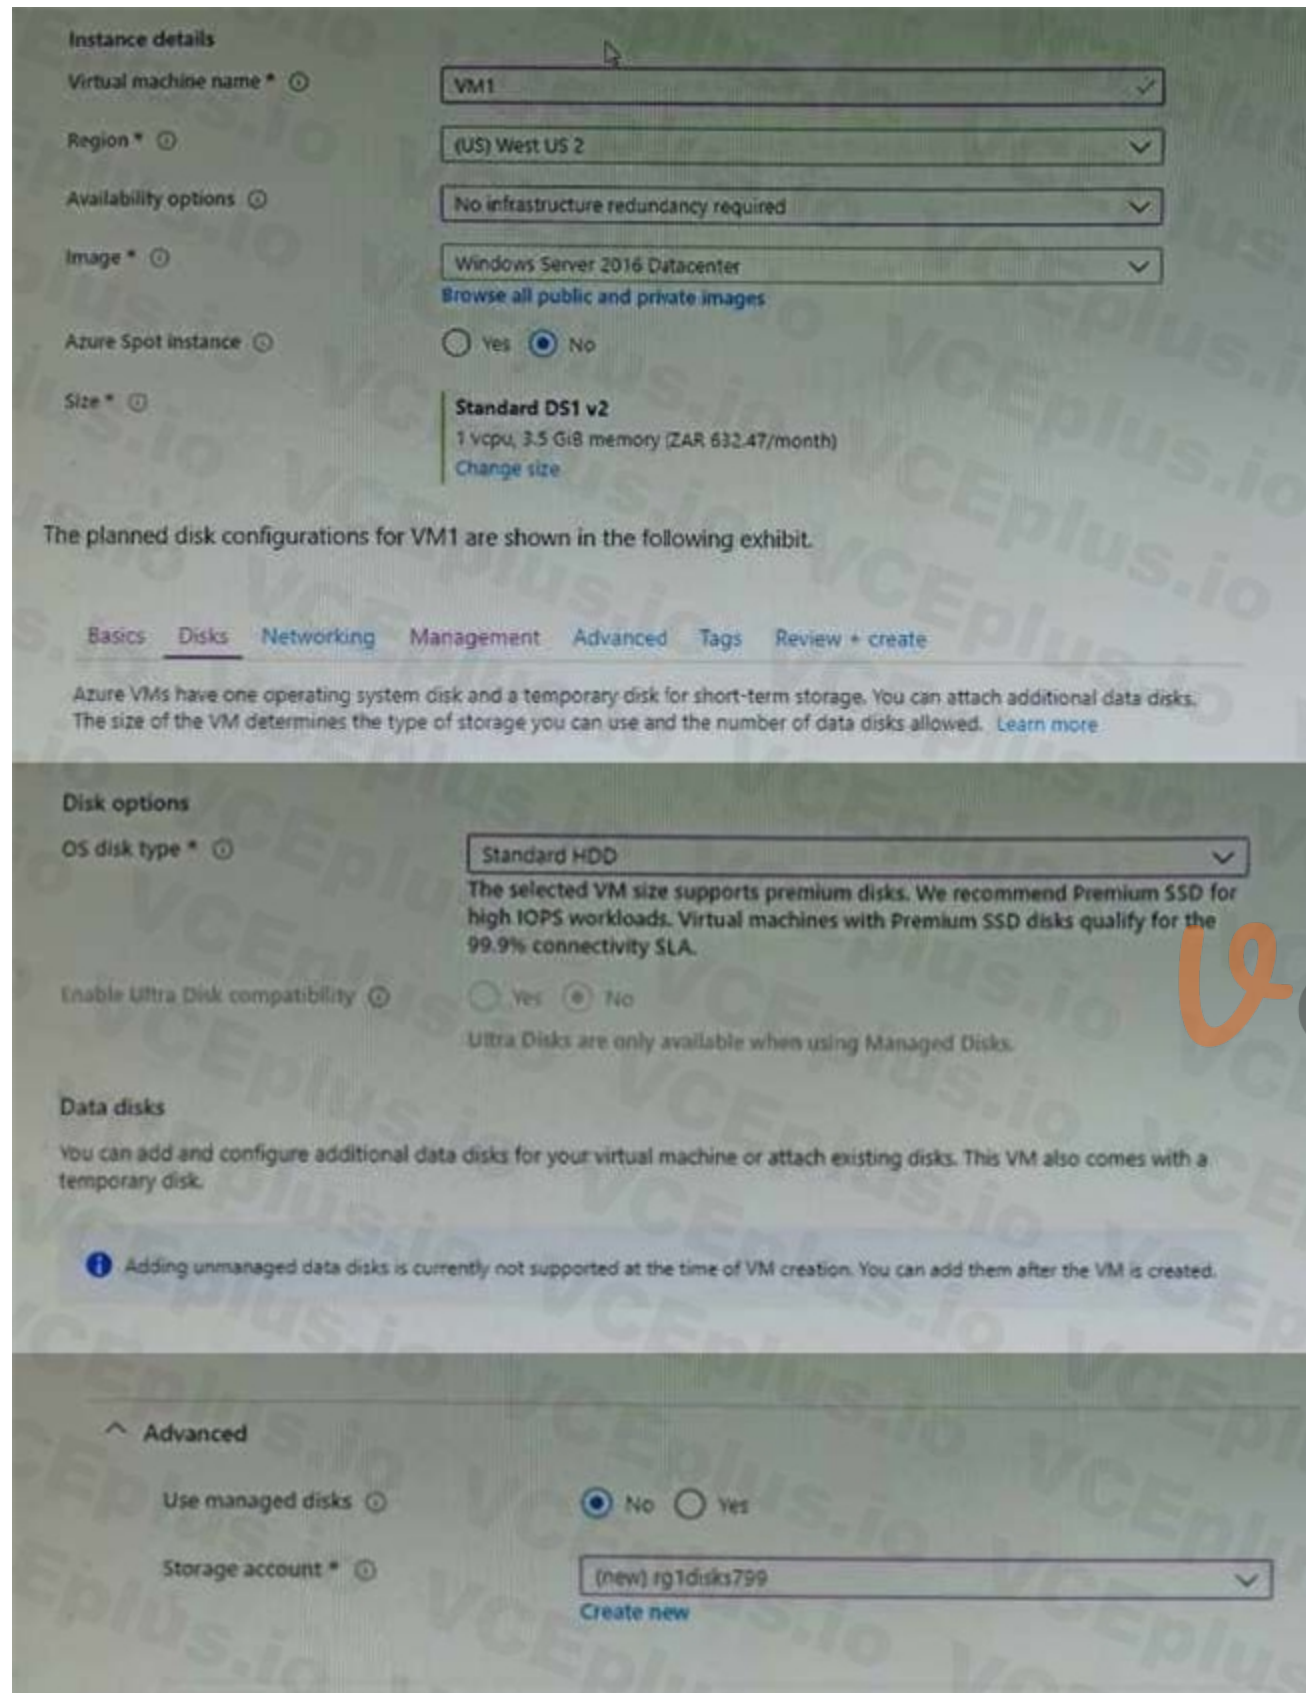 Instance details
Virtual machine name *
VM1
Region *
(US) West US 2
Availability options
No infrastructure redundancy required
Image *
Windows Server 2016 Datacenter
Browse all public and private images
Azure Spot instance
Yes No
Size *
Standard DS1 v2
1 vcpu, 3.5 GiB memory (ZAR 632.47/month)
Change size
The planned disk configurations for VM1 are shown in the following exhibit.
Basics Disks Networking Management Advanced Tags Review + create
Azure VMs have one operating system disk and a temporary disk for short-term storage. You can attach additional data disks.
The size of the VM determines the type of storage you can use and the number of data disks allowed. Learn more
Disk options
OS disk type *
Standard HDD
The selected VM size supports premium disks. We recommend Premium SSD for
high IOPS workloads. Virtual machines with Premium SSD disks qualify for the
99.9% connectivity SLA.
Enable Ultra Disk compatibility
Yes No
Ultra Disks are only available when using Managed Disks.
Data disks
You can add and configure additional data disks for your virtual machine or attach existing disks. This VM also comes with a
temporary disk.
Adding unmanaged data disks is currently not supported at the time of VM creation. You can add them after the VM is created.
Advanced
Use managed disks
No Yes
Storage account *
(new) rg1disks799
Create new
VCEplus.io